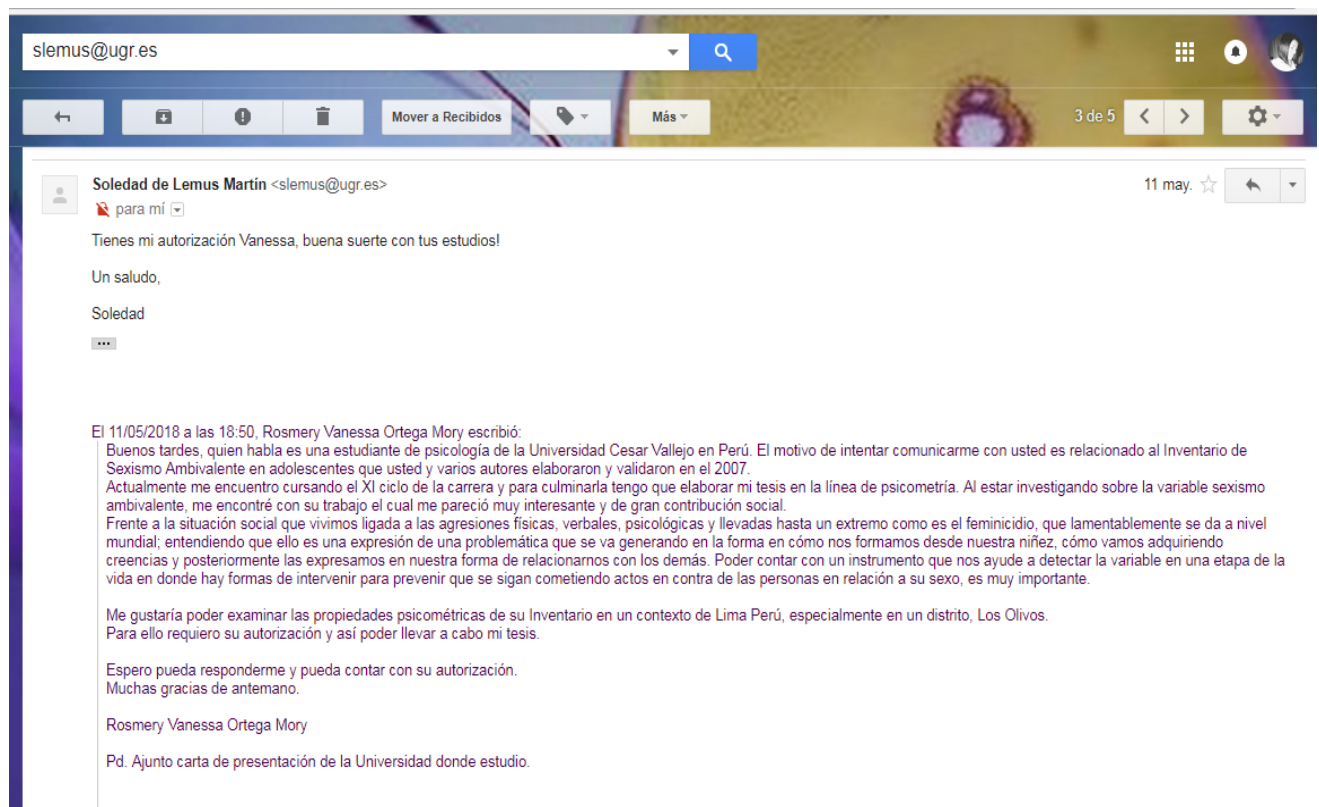 slemus@ugr.es
Mover a Recibidos
Más
3 de 5
Soledad de Lemus Martín <slemus@ugr.es>
11 may.
para mí
Tienes mi autorización Vanessa, buena suerte con tus estudios!
Un saludo,
Soledad
El 11/05/2018 a las 18:50, Rosmery Vanessa Ortega Mory escribió:
Buenos tardes, quien habla es una estudiante de psicología de la Universidad Cesar Vallejo en Perú. El motivo de intentar comunicarme con usted es relacionado al Inventario de
Sexismo Ambivalente en adolescentes que usted y varios autores elaboraron y validaron en el 2007.
Actualmente me encuentro cursando el XI ciclo de la carrera y para culminarla tengo que elaborar mi tesis en la línea de psicometría. Al estar investigando sobre la variable sexismo
ambivalente, me encontré con su trabajo el cual me pareció muy interesante y de gran contribución social.
Frente a la situación social que vivimos ligada a las agresiones físicas, verbales, psicológicas y llevadas hasta un extremo como es el feminicidio, que lamentablemente se da a nivel
mundial; entendiendo que ello es una expresión de una problemática que se va generando en la forma en cómo nos formamos desde nuestra niñez, cómo vamos adquiriendo
creencias y posteriormente las expresamos en nuestra forma de relacionarnos con los demás. Poder contar con un instrumento que nos ayude a detectar la variable en una etapa de la
vida en donde hay formas de intervenir para prevenir que se sigan cometiendo actos en contra de las personas en relación a su sexo, es muy importante.
Me gustaría poder examinar las propiedades psicométricas de su Inventario en un contexto de Lima Perú, especialmente en un distrito, Los Olivos.
Para ello requiero su autorización y así poder llevar a cabo mi tesis.
Espero pueda responderme y pueda contar con su autorización.
Muchas gracias de antemano.
Rosmery Vanessa Ortega Mory
Pd. Ajunto carta de presentación de la Universidad donde estudio.